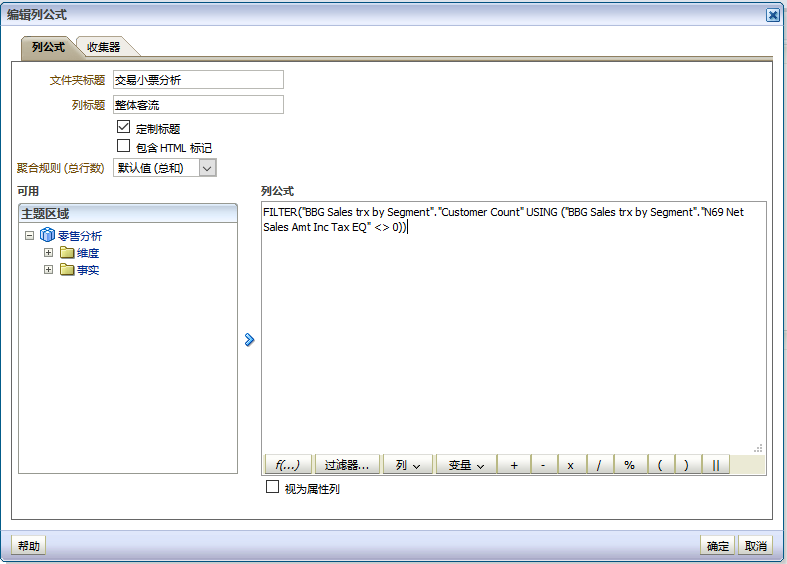 编辑列公式
列公式 收集器
文件夹标题 交易小票分析
列标题 整体客流
定制标题
包含 HTML 标记
聚合规则 (总行数) 默认值 (总和)
可用
主题区域
零售分析
维度
事实
列公式
FILTER("BBG Sales trx by Segment"."Customer Count" USING ("BBG Sales trx by Segment"."N69 Net
Sales Amt Inc Tax EQ" <> 0))
f(...) 过滤器... 列 变量 + - x / % ( ) ||
视为属性列
帮助 确定 取消